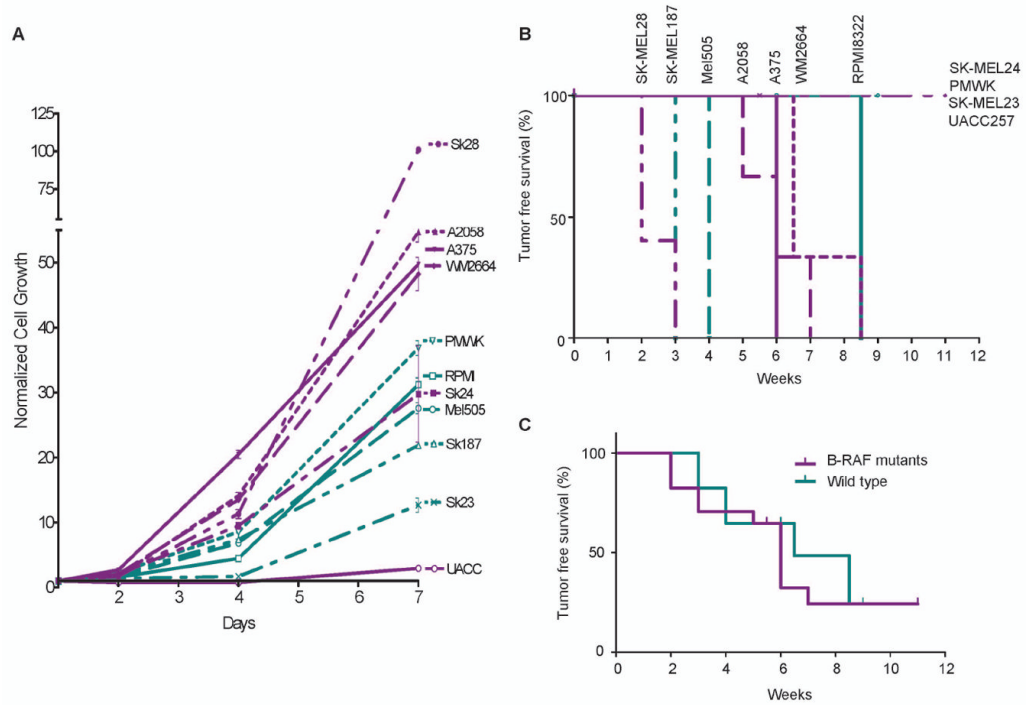 A
Normalized Cell Growth
125
100
75
50
40
30
20
10
0
2
3
4
5
6
7
Days
Sk28
A2058
A375
WM2664
PMWK
RPMI
Sk24
Mel505
Sk187
Sk23
UACC
B
SK-MEL28
SK-MEL187
Mel505
A2058
A375
WM2664
RPMI8322
SK-MEL24
PMWK
SK-MEL23
UACC257
Tumor free survival (%)
100
50
0
0 1 2 3 4 5 6 7 8 9 10 11 12
Weeks
C
Tumor free survival (%)
100
50
0
B-RAF mutants
Wild type
0 2 4 6 8 10 12
Weeks